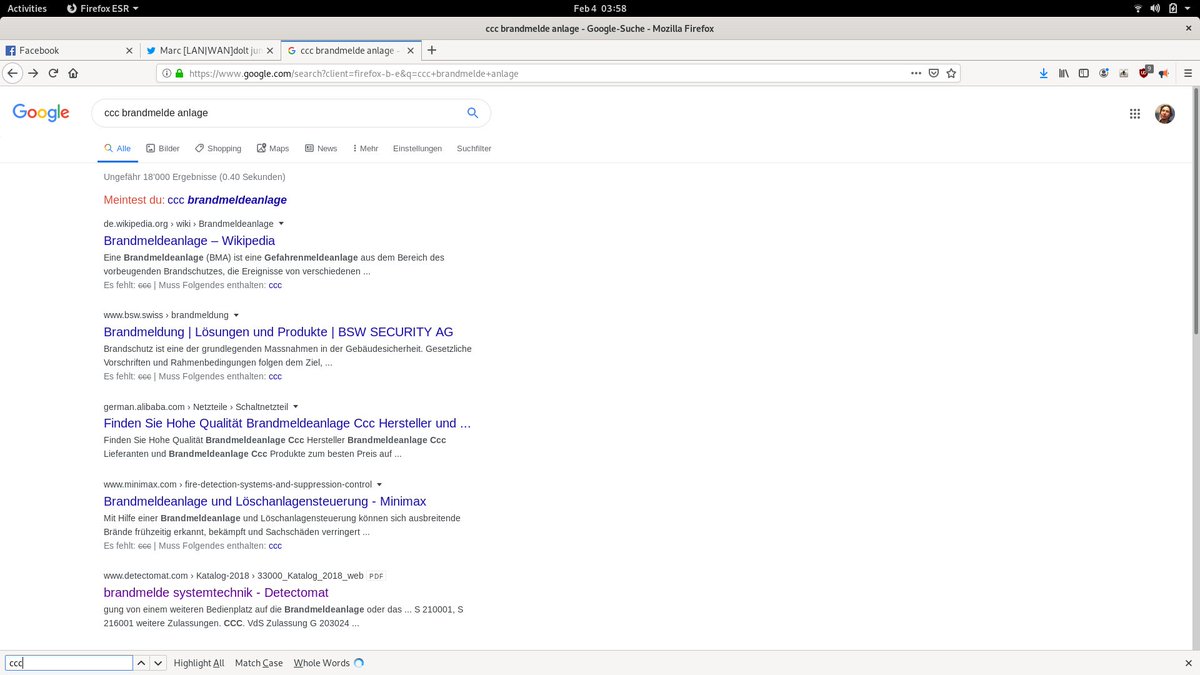 Activities Firefox ESR Feb 4 03:58
ccc brandmelde anlage - Google-Suche - Mozilla Firefox
Facebook Marc [LAN|WAN]dolt jun ccc brandmelde anlage -
https://www.google.com/search?client=firefox-b-e&q=ccc+brandmelde+anlage 9
Google ccc brandmelde anlage
Alle Bilder Shopping Maps News Mehr Einstellungen Suchfilter
Ungefähr 18'000 Ergebnisse (0.40 Sekunden)
Meintest du: ccc brandmeldeanlage
de.wikipedia.org › wiki › Brandmeldeanlage
Brandmeldeanlage – Wikipedia
Eine Brandmeldeanlage (BMA) ist eine Gefahrenmeldeanlage aus dem Bereich des
vorbeugenden Brandschutzes, die Ereignisse von verschiedenen ...
Es fehlt: ccc | Muss Folgendes enthalten: ccc
www.bsw.swiss › brandmeldung
Brandmeldung | Lösungen und Produkte | BSW SECURITY AG
Brandschutz ist eine der grundlegenden Massnahmen in der Gebäudesicherheit. Gesetzliche
Vorschriften und Rahmenbedingungen folgen dem Ziel, ...
Es fehlt: ccc | Muss Folgendes enthalten: ccc
german.alibaba.com › Netzteile › Schaltnetzteil
Finden Sie Hohe Qualität Brandmeldeanlage Ccc Hersteller und ...
Finden Sie Hohe Qualität Brandmeldeanlage Ccc Hersteller Brandmeldeanlage Ccc
Lieferanten und Brandmeldeanlage Ccc Produkte zum besten Preis auf ...
www.minimax.com › fire-detection-systems-and-suppression-control
Brandmeldeanlage und Löschanlagensteuerung - Minimax
Mit Hilfe einer Brandmeldeanlage und Löschanlagensteuerung können sich ausbreitende
Brände frühzeitig erkannt, bekämpft und Sachschäden verringert ...
Es fehlt: ccc | Muss Folgendes enthalten: ccc
www.detectomat.com › Katalog-2018 › 33000_Katalog_2018_web PDF
brandmelde systemtechnik - Detectomat
gung von einem weiteren Bedienplatz auf die Brandmeldeanlage oder das ... S 210001, S
216001 weitere Zulassungen. CCC. VdS Zulassung G 203024 ...
ccc Highlight All Match Case Whole Words